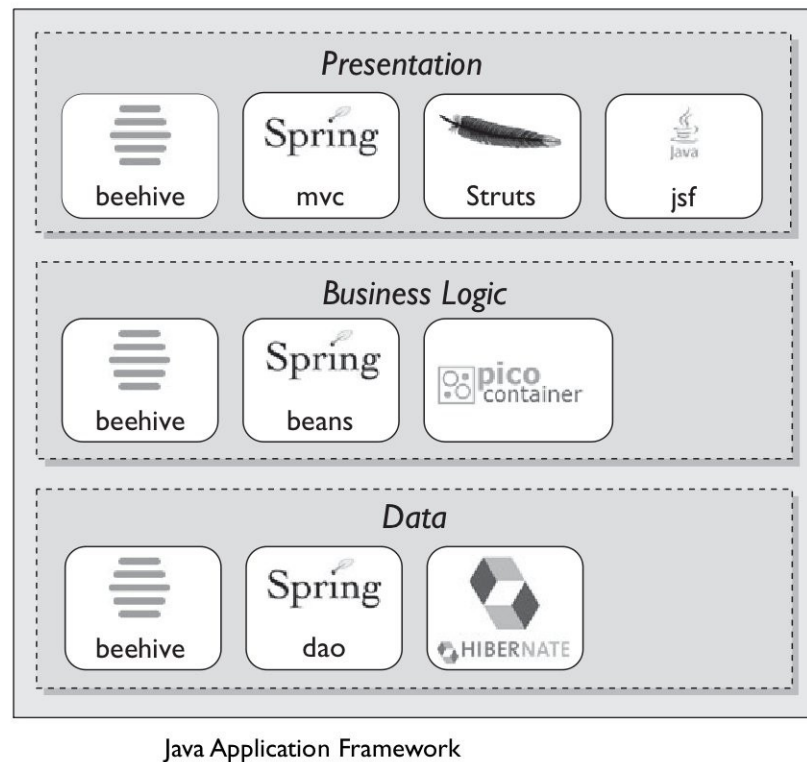 Presentation
beehive
Spring
mvc
Struts
Java
jsf
Business Logic
beehive
Spring
beans
pico
container
Data
beehive
Spring
dao
HIBERNATE
Java Application Framework